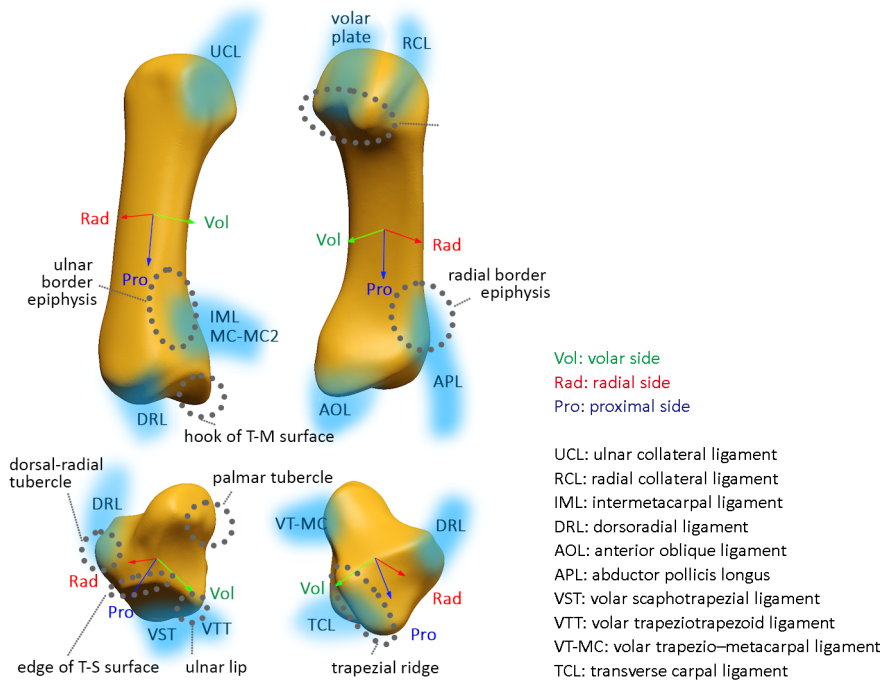 UCL
volar
plate
RCL
Rad
Vol
Pro
ulnar
border
epiphysis
IML
MC-MC2
DRL
hook of T-M surface
Vol
Rad
Pro
radial border
epiphysis
APL
AOL
dorsal-radial
tubercle
palmar tubercle
DRL
Rad
Vol
Pro
VST
VTT
edge of T-S surface
ulnar lip
VT-MC
DRL
Vol
Rad
TCL
Pro
trapezial ridge
Vol: volar side
Rad: radial side
Pro: proximal side
UCL: ulnar collateral ligament
RCL: radial collateral ligament
IML: intermetacarpal ligament
DRL: dorsoradial ligament
AOL: anterior oblique ligament
APL: abductor pollicis longus
VST: volar scaphotrapezial ligament
VTT: volar trapeziotrapezoid ligament
VT-MC: volar trapezio–metacarpal ligament
TCL: transverse carpal ligament